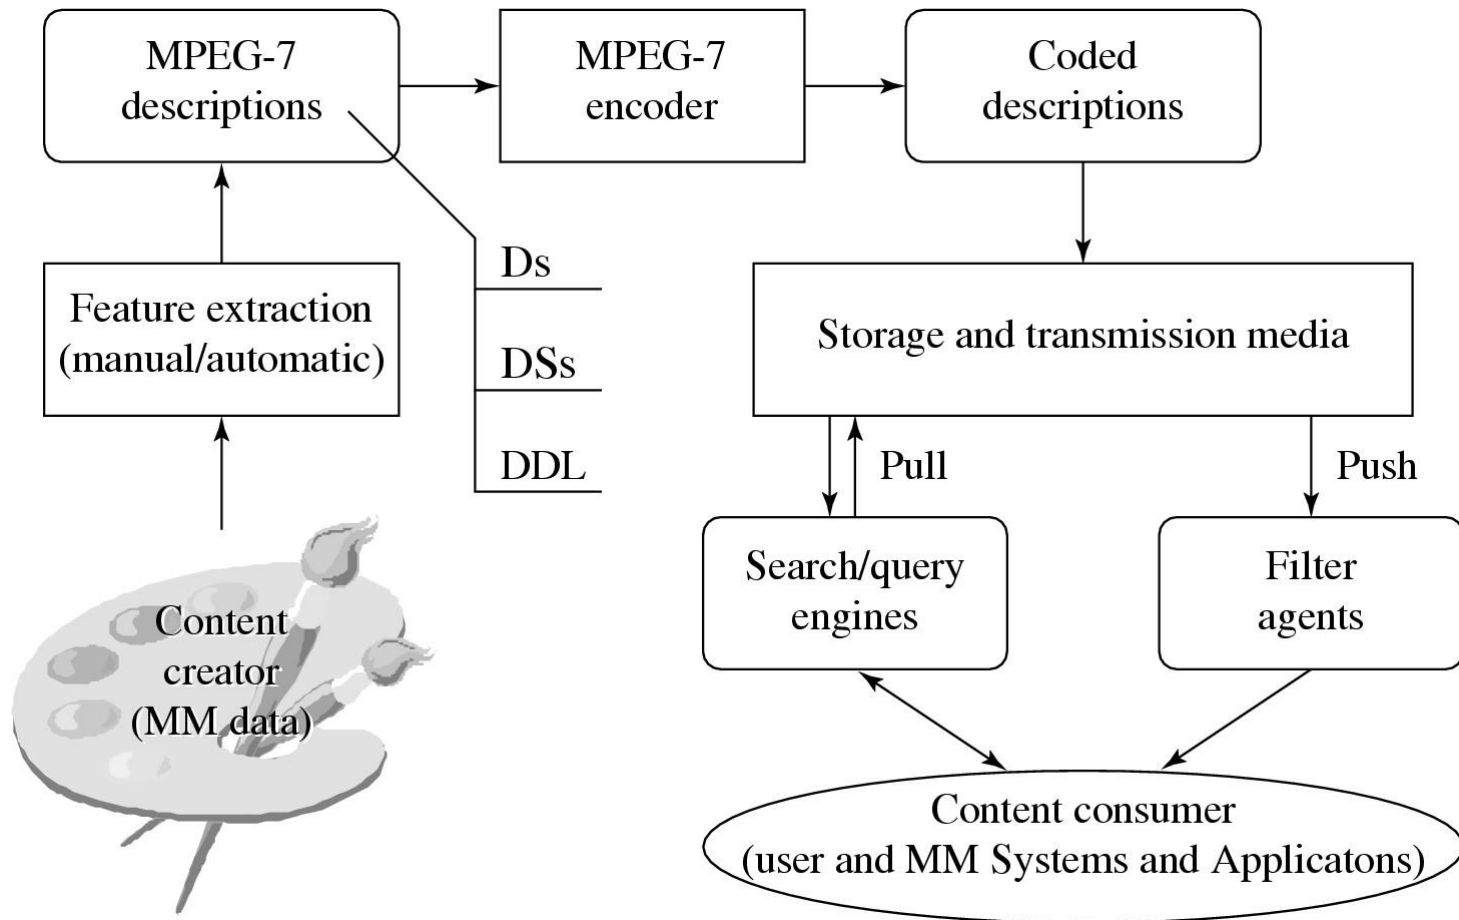 MPEG-7
descriptions
MPEG-7
encoder
Coded
descriptions
Ds
DSs
DDL
Feature extraction
(manual/automatic)
Storage and transmission media
Pull
Push
Search/query
engines
Filter
agents
Content
creator
(MM data)
Content consumer
(user and MM Systems and Applicatons)